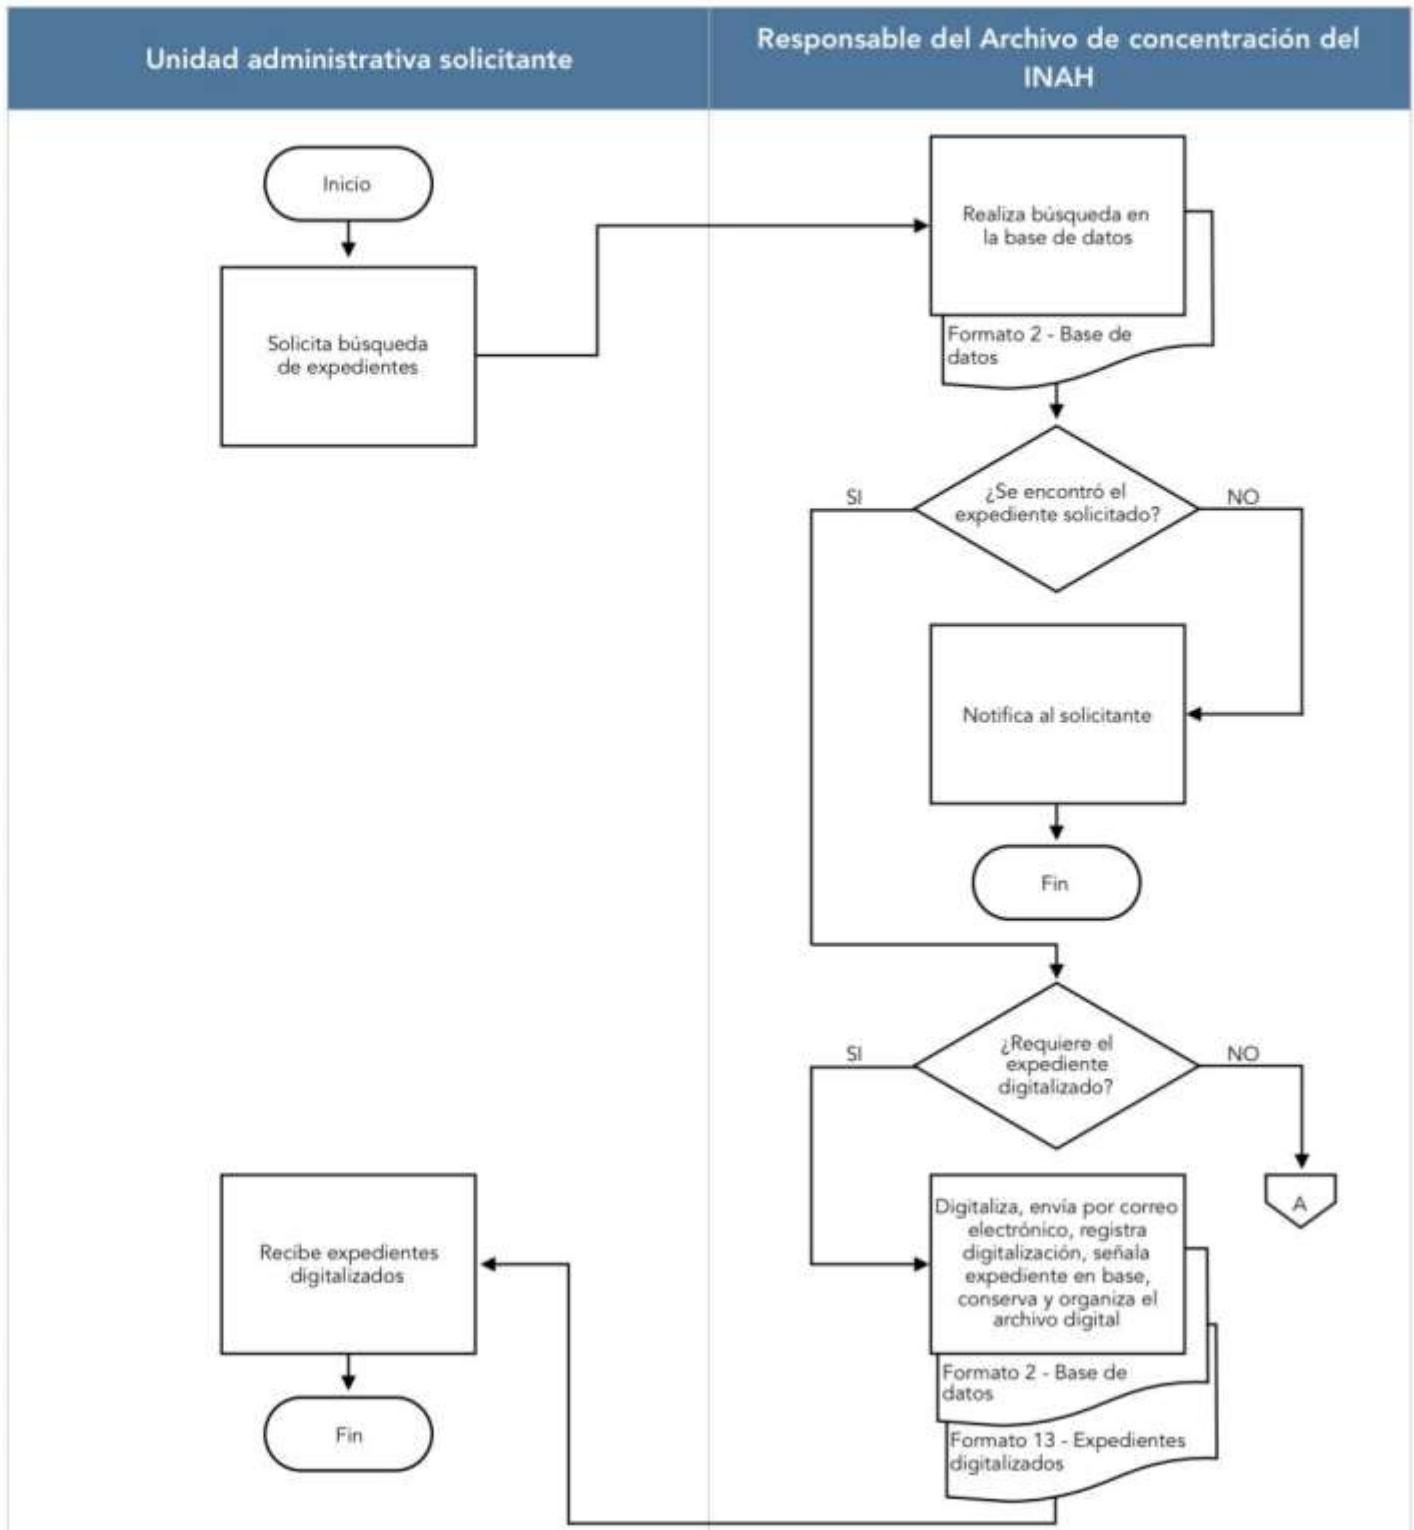 Unidad administrativa solicitante
Responsable del Archivo de concentración del
INAH
Inicio
Solicita búsqueda
de expedientes
Realiza búsqueda en
la base de datos
Formato 2 - Base de
datos
¿Se encontró el
expediente solicitado?
SI
NO
Notifica al solicitante
Fin
¿Requiere el
expediente
digitalizado?
SI
NO
A
Digitaliza, envía por correo
electrónico, registra
digitalización, señala
expediente en base,
conserva y organiza el
archivo digital
Formato 2 - Base de
datos
Formato 13 - Expedientes
digitalizados
Recibe expedientes
digitalizados
Fin